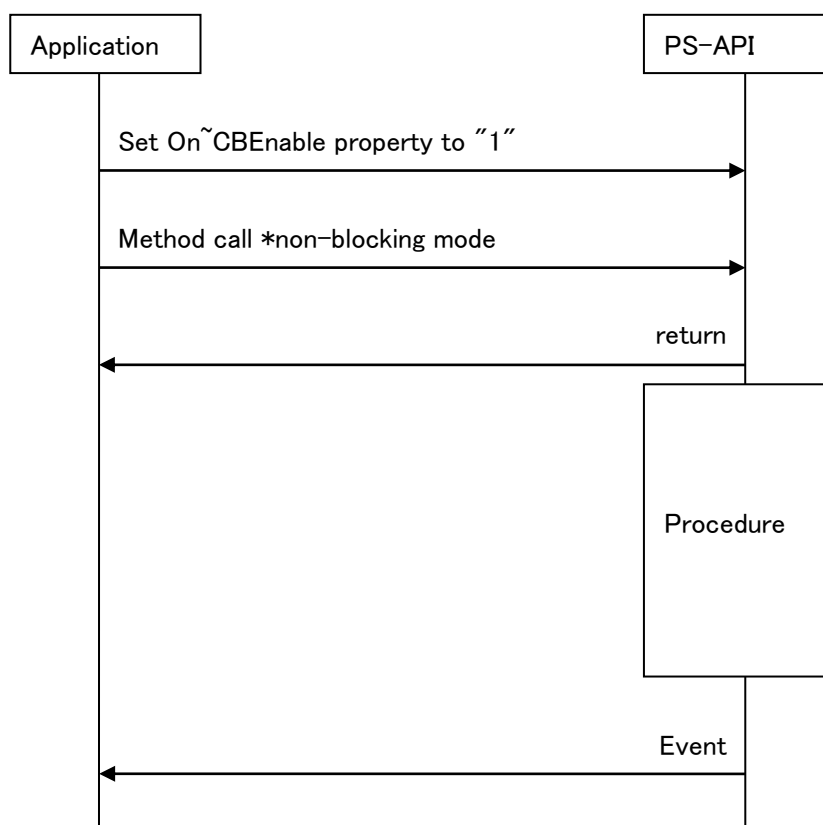 Application
PS-API
Set On~CBEnable property to "1"
Method call *non-blocking mode
return
Procedure
Event